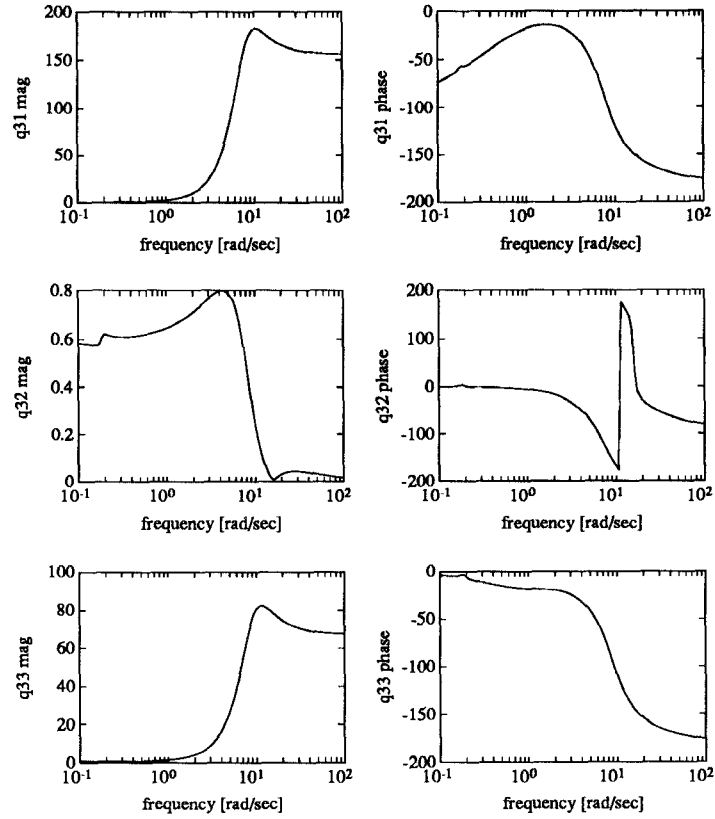 200
150
100
50
0
q31 mag
10-1 100 101 102
frequency [rad/sec]
0
-50
-100
-150
-200
q31 phase
10-1 100 101 102
frequency [rad/sec]
0.8
0.6
0.4
0.2
0
q32 mag
10-1 100 101 102
frequency [rad/sec]
200
100
0
-100
-200
q32 phase
10-1 100 101 102
frequency [rad/sec]
100
80
60
40
20
0
q33 mag
10-1 100 101 102
frequency [rad/sec]
0
-50
-100
-150
-200
q33 phase
10-1 100 101 102
frequency [rad/sec]